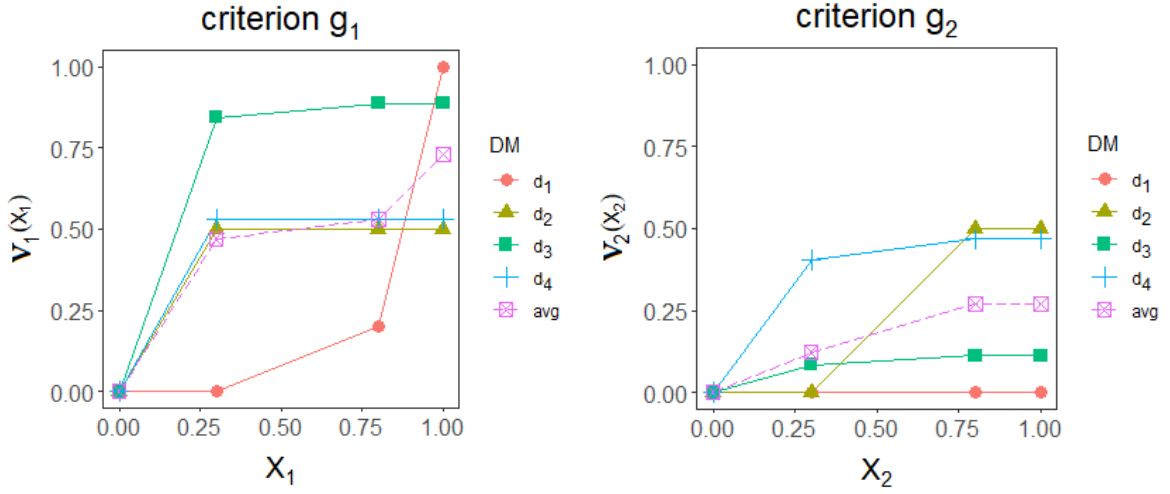 criterion g1
1.00
0.75
0.50
0.25
0.00
V1(X1)
0.00 0.25 0.50 0.75 1.00
X1
DM
d1
d2
d3
d4
avg
criterion g2
1.00
0.75
0.50
0.25
0.00
V2(X2)
0.00 0.25 0.50 0.75 1.00
X2
DM
d1
d2
d3
d4
avg